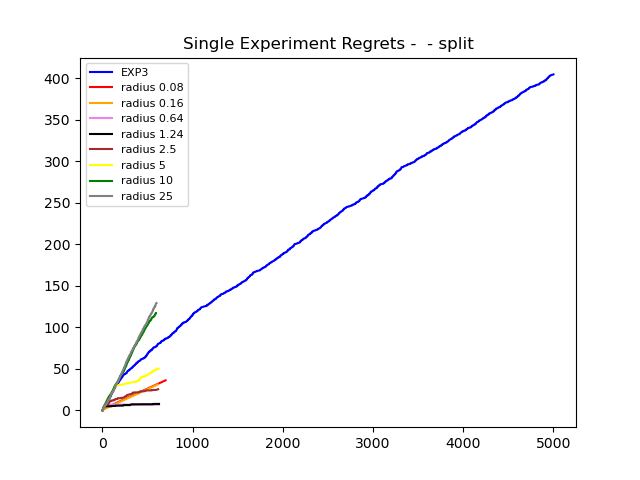 Single Experiment Regrets -  - split
EXP3
radius 0.08
radius 0.16
radius 0.64
radius 1.24
radius 2.5
radius 5
radius 10
radius 25
400
350
300
250
200
150
100
50
0
0 1000 2000 3000 4000 5000